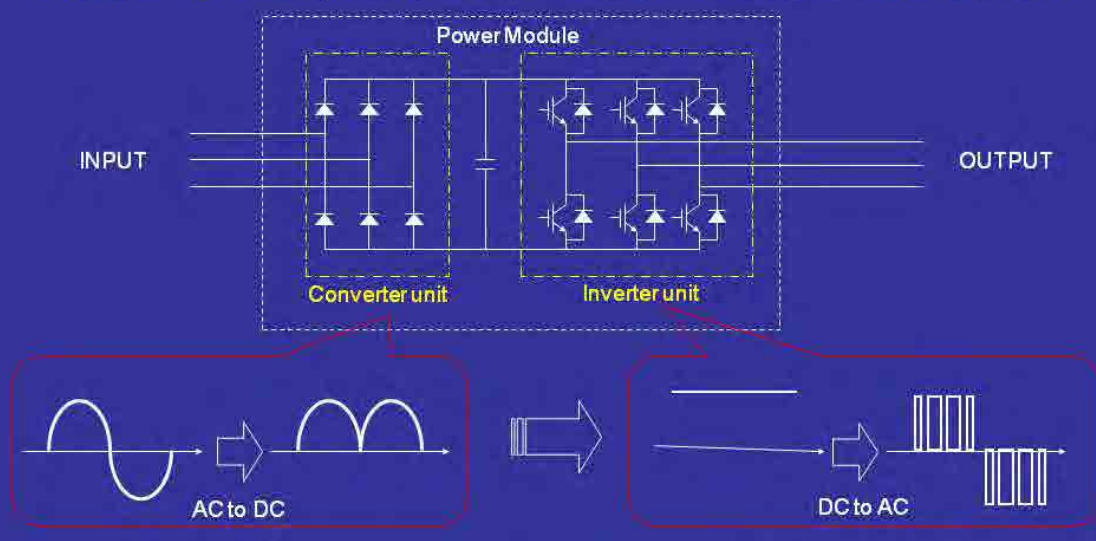 Power Module
INPUT
OUTPUT
Converter unit
Inverter unit
AC to DC
DC to AC